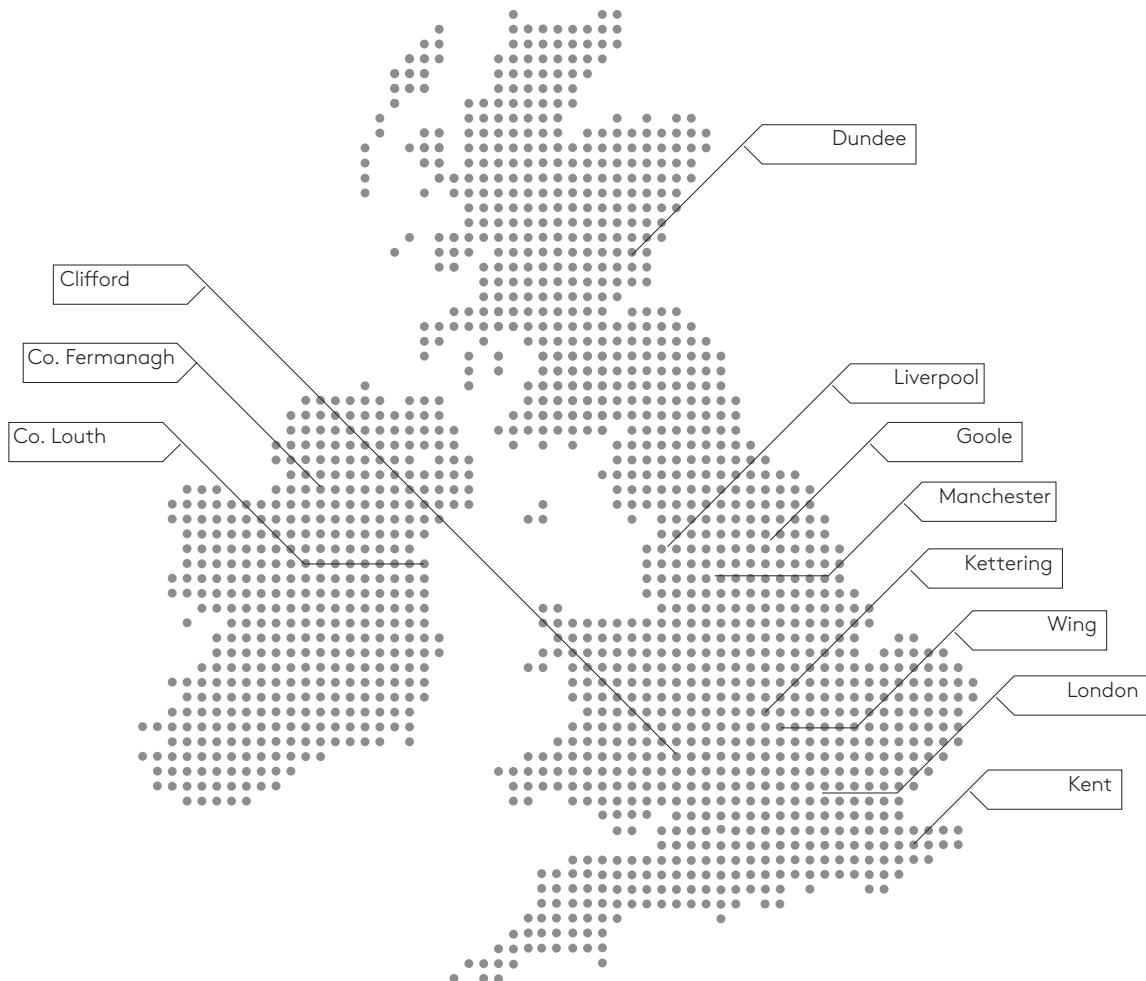 Dundee
Clifford
Co. Fermanagh
Liverpool
Co. Louth
Goole
Manchester
Kettering
Wing
London
Kent